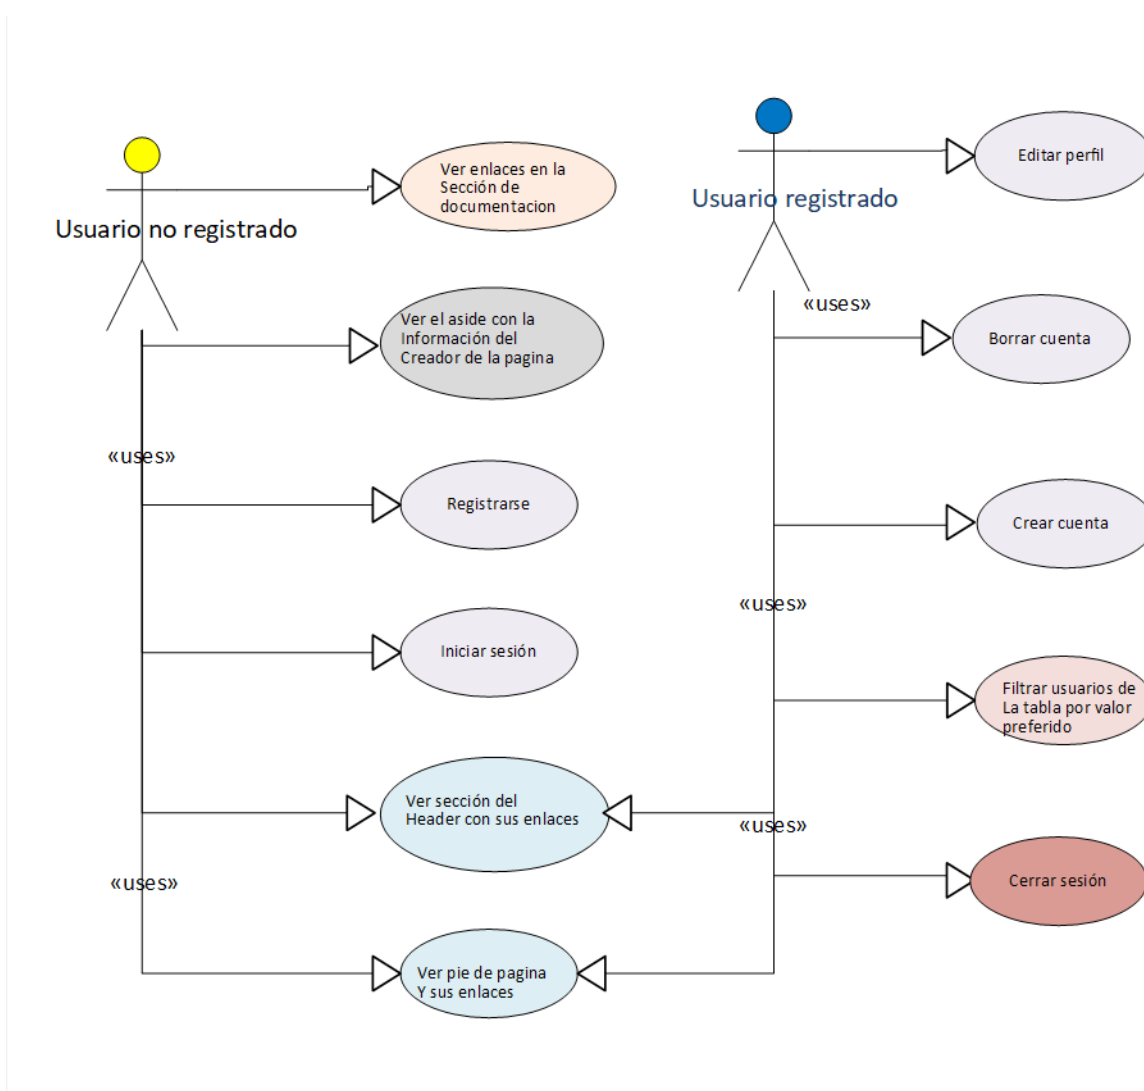 Ver enlaces en la
Sección de
documentacion
Usuario no registrado
Ver el aside con la
Información del
Creador de la pagina
«uses»
Registrarse
Iniciar sesión
Ver sección del
Header con sus enlaces
«uses»
Ver pie de pagina
Y sus enlaces
Editar perfil
Usuario registrado
«uses»
Borrar cuenta
Crear cuenta
«uses»
Filtrar usuarios de
La tabla por valor
preferido
«uses»
Cerrar sesión